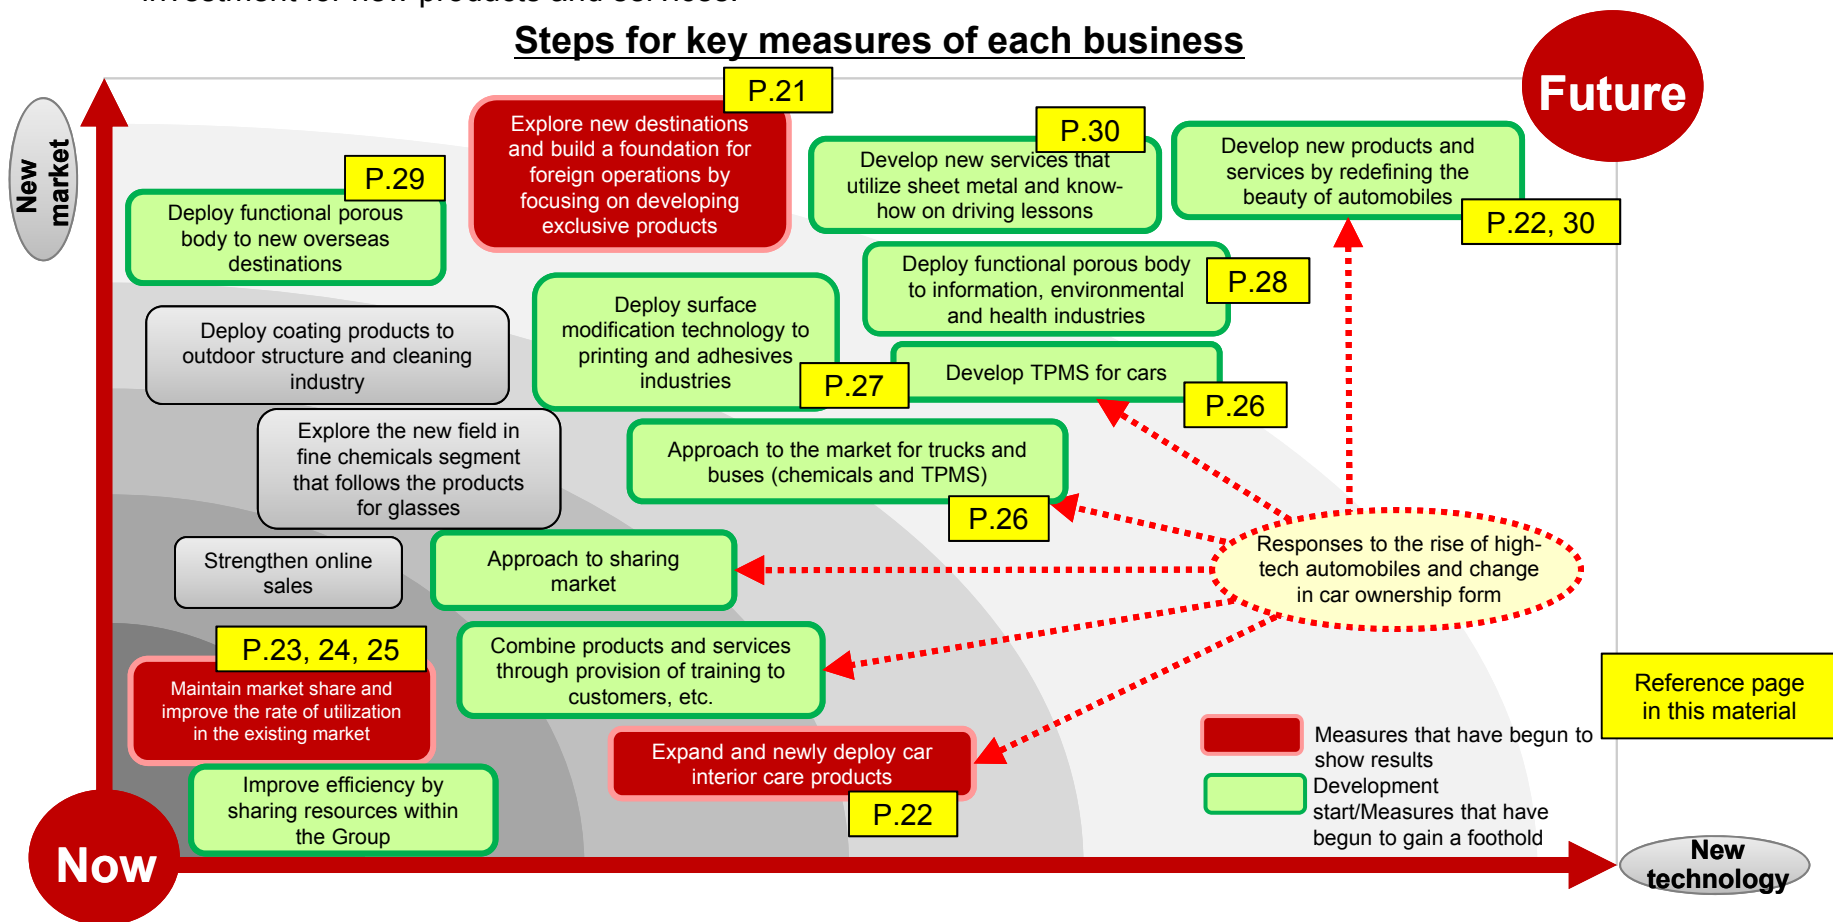 investment for new products and services.
Steps for key measures of each business
Future
New
market
P.21
Explore new destinations
and build a foundation for
foreign operations by
focusing on developing
exclusive products
P.30
Develop new services that
utilize sheet metal and know-
how on driving lessons
Develop new products and
services by redefining the
beauty of automobiles
P.22, 30
P.29
Deploy functional porous
body to new overseas
destinations
Deploy functional porous body
to information, environmental
and health industries
P.28
Deploy surface
modification technology to
printing and adhesives
industries
P.27
Deploy coating products to
outdoor structure and cleaning
industry
Develop TPMS for cars
P.26
Explore the new field in
fine chemicals segment
that follows the products
for glasses
Approach to the market for trucks and
buses (chemicals and TPMS)
P.26
Strengthen online
sales
Approach to sharing
market
Responses to the rise of high-
tech automobiles and change
in car ownership form
P.23, 24, 25
Maintain market share and
improve the rate of utilization
in the existing market
Combine products and services
through provision of training to
customers, etc.
Expand and newly deploy car
interior care products
P.22
Improve efficiency by
sharing resources within
the Group
Reference page
in this material
Measures that have begun to
show results
Development
start/Measures that have
begun to gain a foothold
Now
New
technology